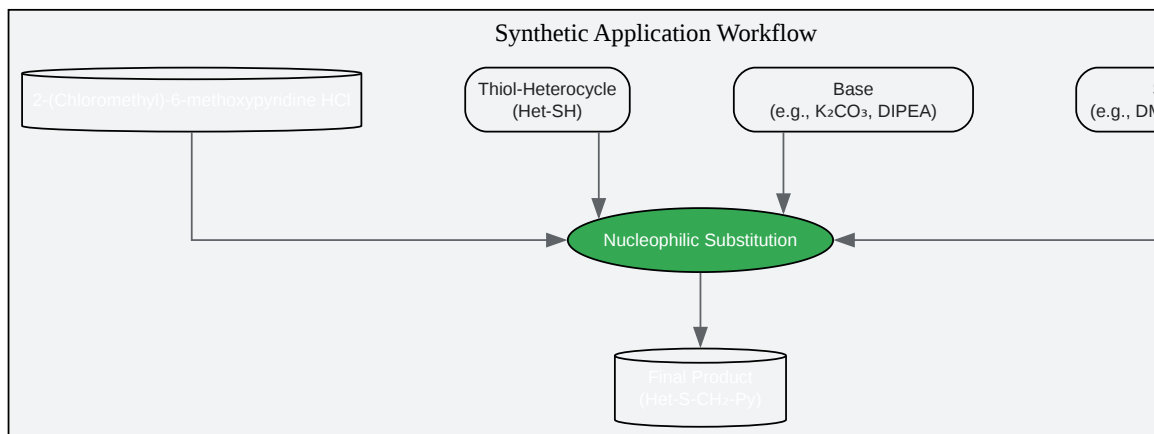 Synthetic Application Workflow
2-(Chloromethyl)-6-methoxypyridine HCl
Thiol-Heterocycle
(Het-SH)
Base
(e.g., K₂CO₃, DIPEA)
(e.g., DM
Nucleophilic Substitution
Final Product
(Het-S-CH₂-Py)